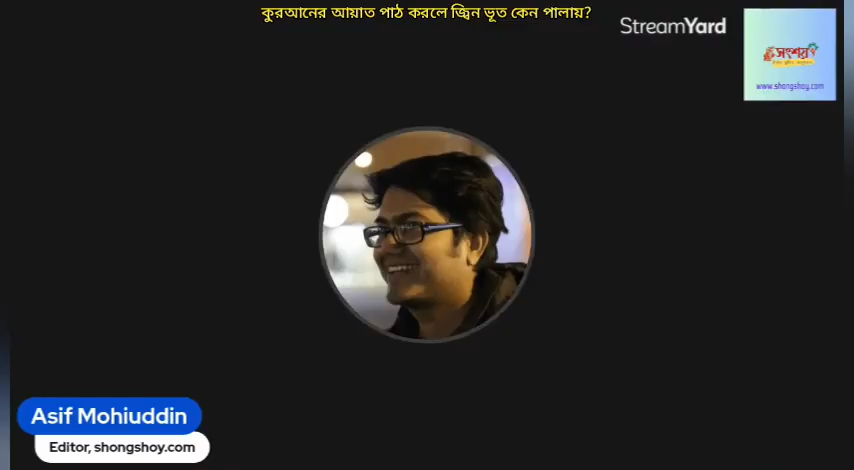 কুরআনের আয়াত পাঠ করলে জ্বিন ভূত কেন পালায়?
StreamYard
সংশয়
www.shongshoy.com
Asif Mohiuddin
Editor, shongshoy.com